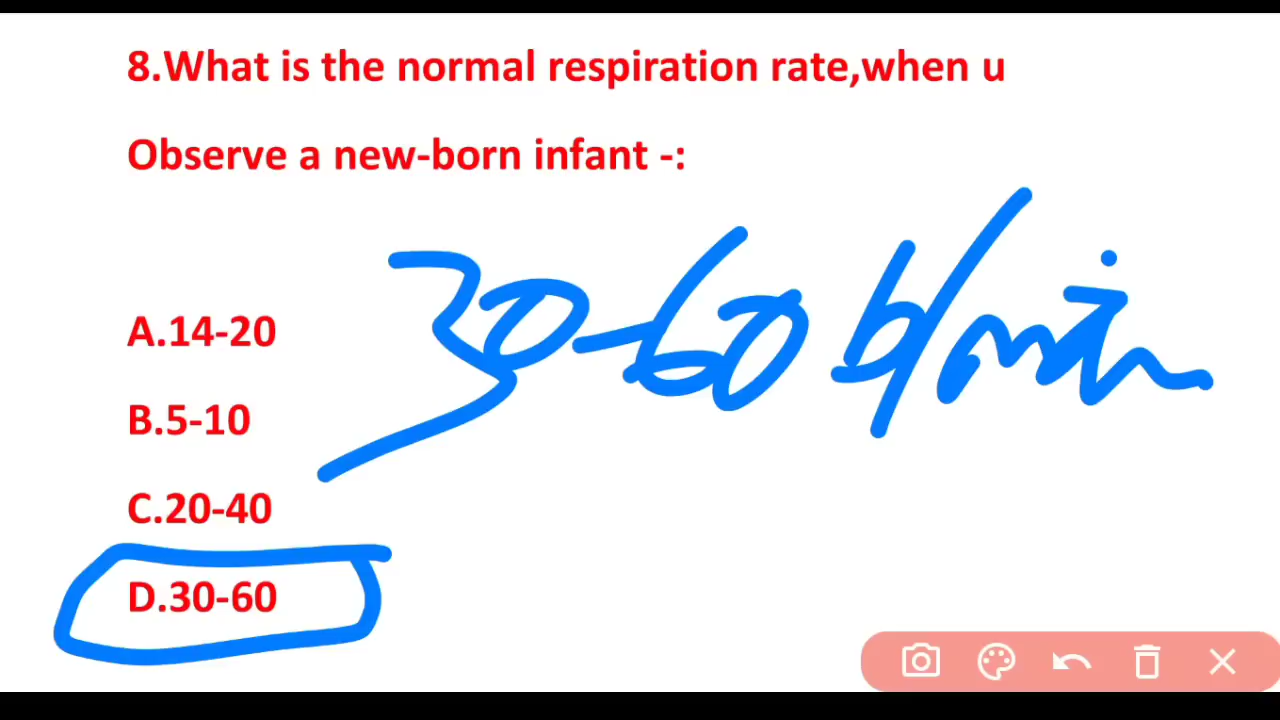 8.What is the normal respiration rate,when u
Observe a new-born infant -:
30-60 b/min
A.14-20
B.5-10
C.20-40
D.30-60